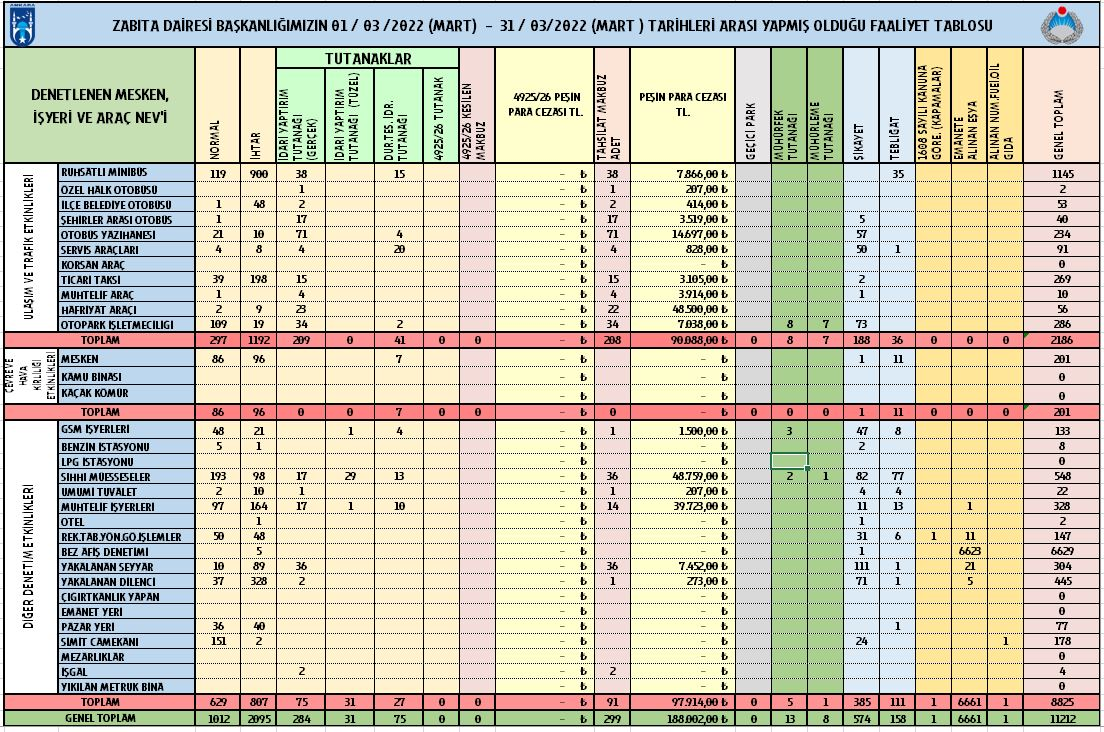 ANKARA
ZABITA DAİRESİ BAŞKANLIĞIMIZIN 01 / 03 /2022 (MART) - 31 / 03/2022 (MART ) TARİHLERİ ARASI YAPMIŞ OLDUĞU FAALİYET TABLOSU
DENETLENEN MESKEN, İŞYERİ VE ARAÇ NEV'İ
TUTANAKLAR
NORMAL
İHTAR
İDARİ YAPTIRIM TUTANAĞI (GERÇEK)
İDARİ YAPTIRIM TUTANAĞI (TÜZEL)
DUR.TES. İDR. TUTANAĞI
4925/26 TUTANAK
4925/26 KESİLEN MAKBUZ
4925/26 PEŞİN PARA CEZASI TL.
TAHSİLAT MAKBUZ ADET
PEŞİN PARA CEZASI TL.
GEÇİCİ PARK
MÜHÜRFEK TUTANAĞI
MÜHÜRLEME TUTANAĞI
ŞİKAYET
TEBLİGAT
1608 SAYILI KANUNA GÖRE. (KAPAMALAR)
EMANETE ALINAN EŞYA
ALINAN NUM.FUEL.OİL GIDA
GENEL TOPLAM
ULAŞIM VE TRAFİK ETKİNLİKLERİ
RUHSATLI MİNİBÜS 119 900 38 15 - ₺ 38 7.866,00 ₺ 35 1145
ÖZEL HALK OTOBÜSÜ 1 - ₺ 1 207,00 ₺ 2
İLÇE BELEDİYE OTOBÜSÜ 1 48 2 - ₺ 2 414,00 ₺ 53
ŞEHİRLER ARASI OTOBÜS 1 17 - ₺ 17 3.519,00 ₺ 5 40
OTOBÜS YAZIHANESİ 21 10 71 4 - ₺ 71 14.697,00 ₺ 57 234
SERVİS ARAÇLARI 4 8 4 20 - ₺ 4 828,00 ₺ 50 1 91
KORSAN ARAÇ - ₺ - ₺ 0
TİCARİ TAKSİ 39 198 15 - ₺ 15 3.105,00 ₺ 2 269
MUHTELİF ARAÇ 1 4 - ₺ 4 3.914,00 ₺ 1 10
HAFRİYAT ARAÇI 2 9 23 - ₺ 22 48.500,00 ₺ 56
OTOPARK İŞLETMECİLİĞİ 109 19 34 2 - ₺ 34 7.038,00 ₺ 8 7 73 286
TOPLAM 297 1192 209 0 41 0 0 - ₺ 208 90.088,00 ₺ 0 8 7 188 36 0 0 0 2186
ÇEVRE VE HAVA KİRLİLİĞİ ETKİNLİKLERİ
MESKEN 86 96 7 - ₺ - ₺ 1 11 201
KAMU BİNASI - ₺ - ₺ 0
KAÇAK KÖMÜR - ₺ - ₺ 0
TOPLAM 86 96 0 0 7 0 0 - ₺ 0 - ₺ 0 0 0 1 11 0 0 0 201
DİĞER DENETİM ETKİNLİKLERİ
GSM İŞYERLERİ 48 21 1 4 - ₺ 1 1.500,00 ₺ 3 47 8 133
BENZİN İSTASYONU 5 1 - ₺ - ₺ 2 8
LPG İSTASYONU - ₺ - ₺ 0
SIHHİ MÜESSESELER 193 98 17 29 13 - ₺ 36 48.759,00 ₺ 2 1 82 77 548
UMUMİ TUVALET 2 10 1 - ₺ 1 207,00 ₺ 4 4 22
MUHTELİF İŞYERLERİ 97 164 17 1 10 - ₺ 14 39.723,00 ₺ 11 13 1 328
OTEL 1 - ₺ - ₺ 1 2
REK.TAB.YÖN.GÖ.İŞLEMLER 50 48 - ₺ - ₺ 31 6 1 11 147
BEZ AFİŞ DENETİMİ 5 - ₺ - ₺ 1 6623 6629
YAKALANAN SEYYAR 10 89 36 - ₺ 36 7.452,00 ₺ 111 1 21 304
YAKALANAN DİLENCİ 37 328 2 - ₺ 1 273,00 ₺ 71 1 5 445
ÇIĞIRTKANLIK YAPAN - ₺ - ₺ 0
EMANET YERİ - ₺ - ₺ 0
PAZAR YERİ 36 40 - ₺ - ₺ 1 77
SİMİT CAMEKANI 151 2 - ₺ - ₺ 24 1 178
MEZARLIKLAR - ₺ - ₺ 0
İŞGAL 2 - ₺ 2 - ₺ 4
YIKILAN METRUK BİNA - ₺ - ₺ 0
TOPLAM 629 807 75 31 27 0 0 - ₺ 91 97.914,00 ₺ 0 5 1 385 111 1 6661 1 8825
GENEL TOPLAM 1012 2095 284 31 75 0 0 - ₺ 299 188.002,00 ₺ 0 13 8 574 158 1 6661 1 11212